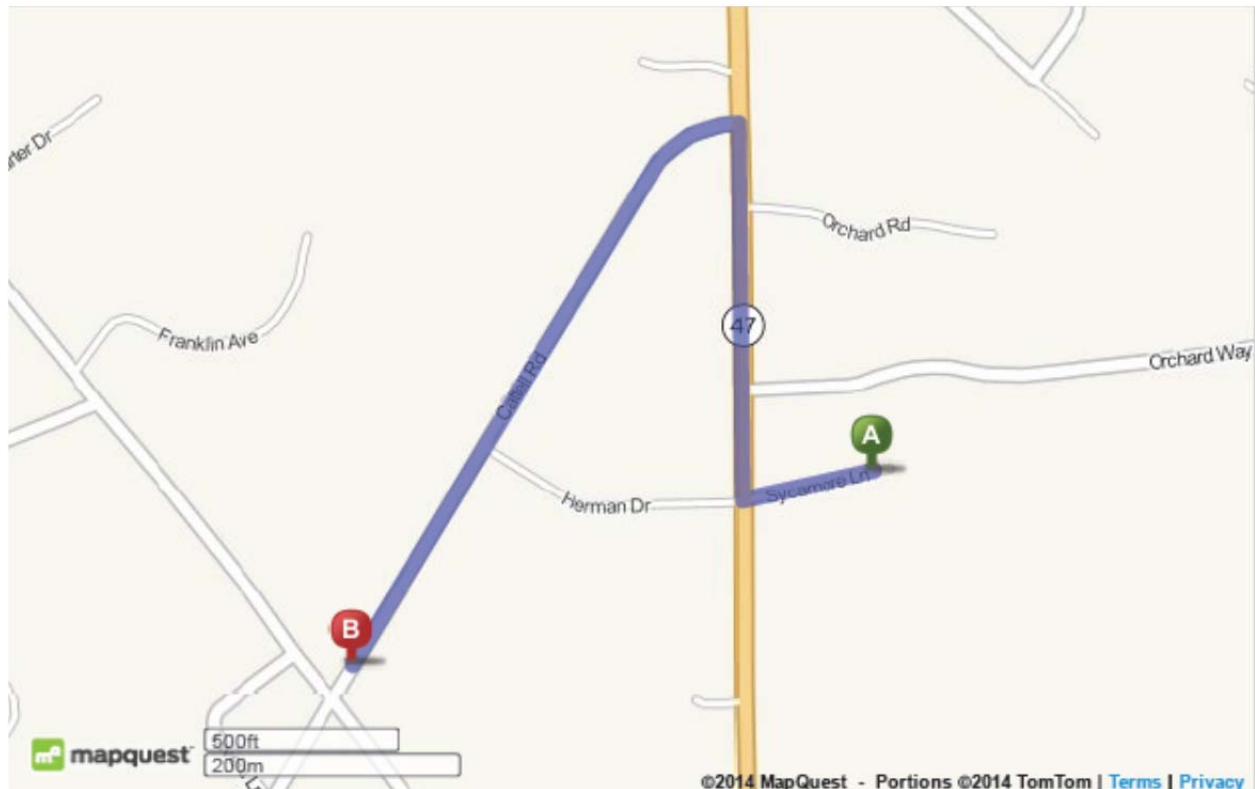 Orchard Rd
47
Franklin Ave
Orchard Way
Cattell Rd
A
Sycamore Ln
Herman Dr
B
500ft
mapquest
200m
©2014 MapQuest - Portions ©2014 TomTom | Terms | Privacy